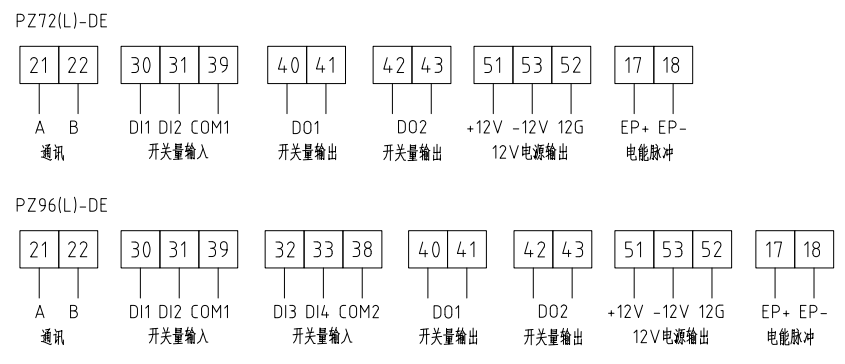 PZ72(L)-DE
21 22 30 31 39 40 41 42 43 51 53 52 17 18
A B DI1 DI2 COM1 DO1 DO2 +12V -12V 12G EP+ EP-
通讯 开关量输入 开关量输出 开关量输出 12V电源输出 电能脉冲
PZ96(L)-DE
21 22 30 31 39 32 33 38 40 41 42 43 51 53 52 17 18
A B DI1 DI2 COM1 DI3 DI4 COM2 DO1 DO2 +12V -12V 12G EP+ EP-
通讯 开关量输入 开关量输入 开关量输出 开关量输出 12V电源输出 电能脉冲